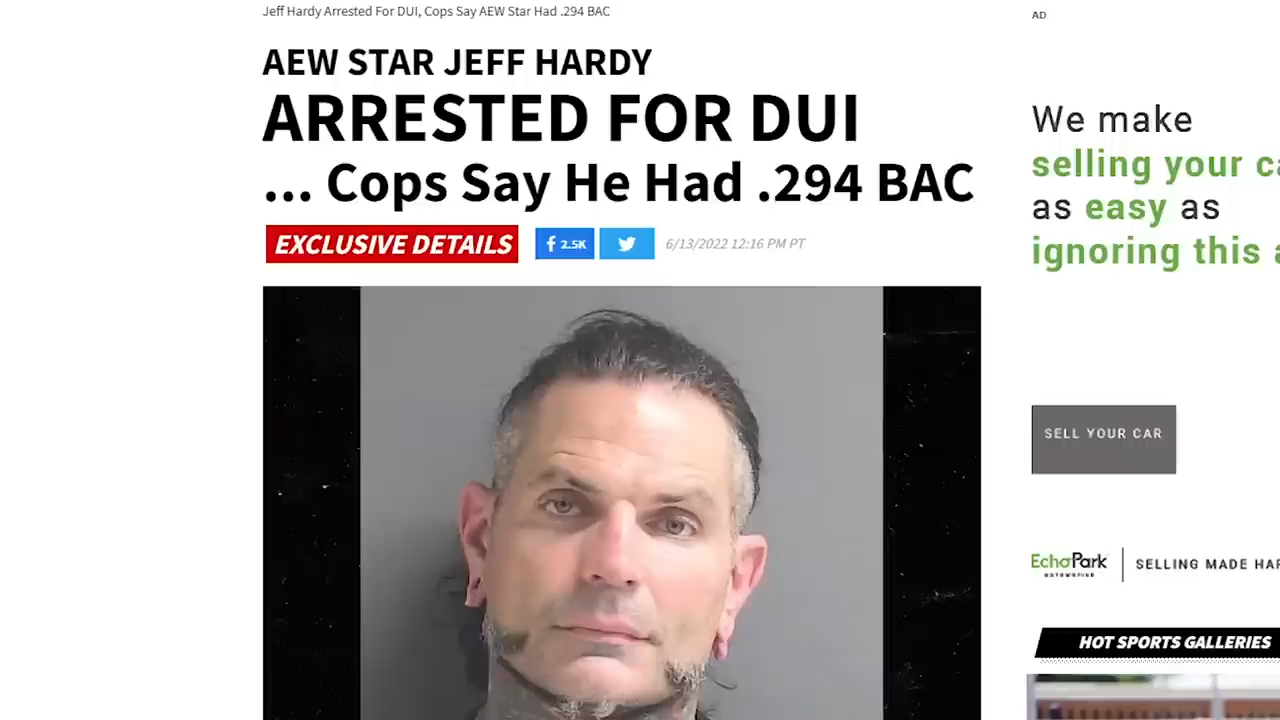 Jeff Hardy Arrested For DUI, Cops Say AEW Star Had .294 BAC
AD
AEW STAR JEFF HARDY
ARRESTED FOR DUI
... Cops Say He Had .294 BAC
EXCLUSIVE DETAILS
2.5K
6/13/2022 12:16 PM PT
We make
selling your
as easy as
ignoring this
SELL YOUR CAR
EchoPark
AUTOMOTIVE
SELLING MADE
HOT SPORTS GALLERIES